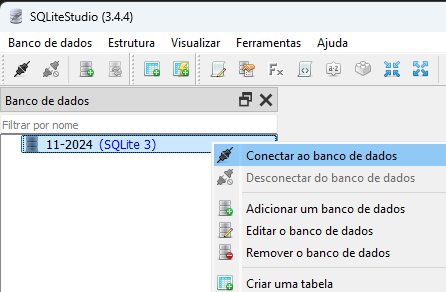 SQLiteStudio (3.4.4)
Banco de dados Estrutura Visualizar Ferramentas Ajuda
Banco de dados
Filtrar por nome
11-2024 (SQLite 3)
Conectar ao banco de dados
Desconectar do banco de dados
Adicionar um banco de dados
Editar o banco de dados
Remover o banco de dados
Criar uma tabela